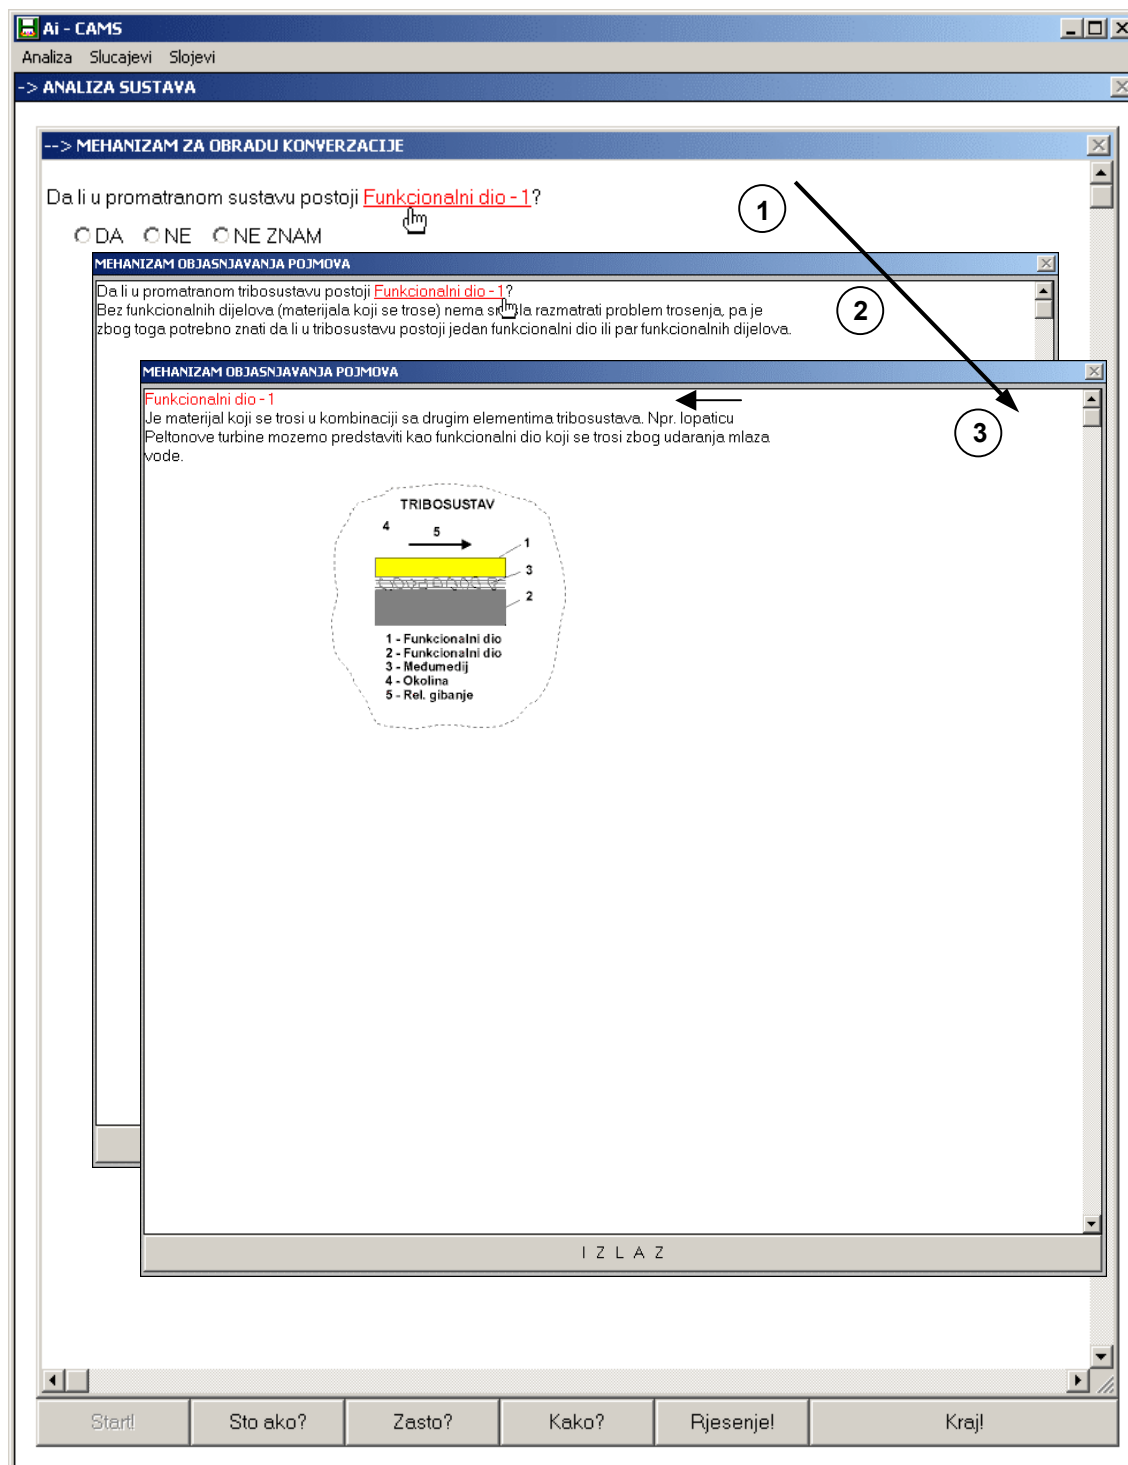 Ai - CAMS
Analiza Slucajevi Slojevi
-> ANALIZA SUSTAVA
--> MEHANIZAM ZA OBRADU KONVERZACIJE
Da li u promatranom sustavu postoji Funkcionalni dio - 1?
DA NE NE ZNAM
1
MEHANIZAM OBJASNJAVANJA POJMOVA
Da li u promatranom tribosustavu postoji Funkcionalni dio - 1?
Bez funkcionalnih dijelova (materijala koji se trose) nema smisla razmatrati problem trosenja, pa je
zbog toga potrebno znati da li u tribosustavu postoji jedan funkcionalni dio ili par funkcionalnih dijelova.
2
MEHANIZAM OBJASNJAVANJA POJMOVA
Funkcionalni dio - 1
Je materijal koji se trosi u kombinaciji sa drugim elementima tribosustava. Npr. lopaticu
Peltonove turbine mozemo predstaviti kao funkcionalni dio koji se trosi zbog udaranja mlaza
vode.
3
TRIBOSUSTAV
4
5
1
3
2
1 - Funkcionalni dio
2 - Funkcionalni dio
3 - Međumedij
4 - Okolina
5 - Rel. gibanje
I Z L A Z
Start! Sto ako? Zasto? Kako? Rjesenje! Kraj!